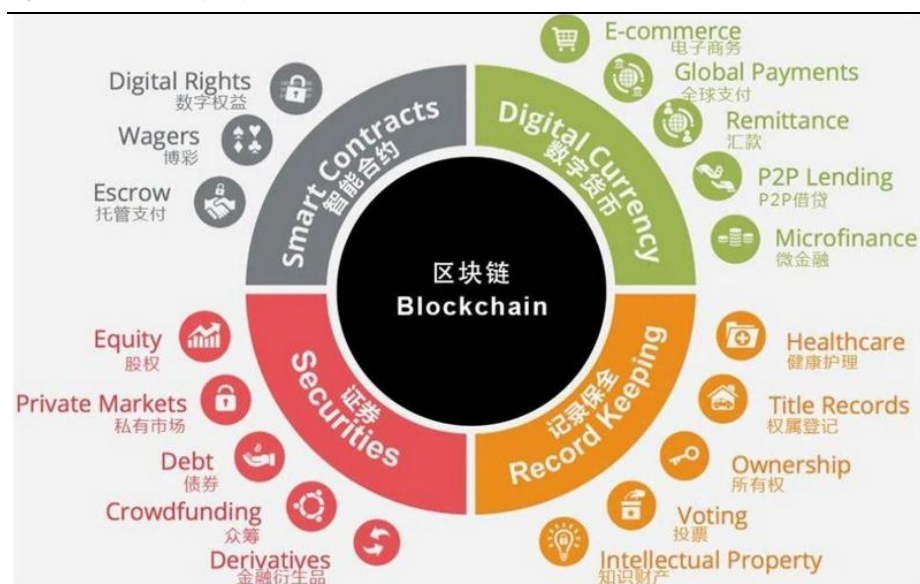 Digital Rights
数字权益
Wagers
博彩
Escrow
托管支付
Smart Contracts
智能合约
E-commerce
电子商务
Global Payments
全球支付
Remittance
汇款
P2P Lending
P2P借贷
Microfinance
微金融
Digital Currency
数字货币
区块链
Blockchain
Equity
股权
Private Markets
私有市场
Debt
债券
Crowdfunding
众筹
Derivatives
金融衍生品
证券
Securities
记录保全
Record Keeping
Healthcare
健康护理
Title Records
权属登记
Ownership
所有权
Voting
投票
Intellectual Property
知识财产